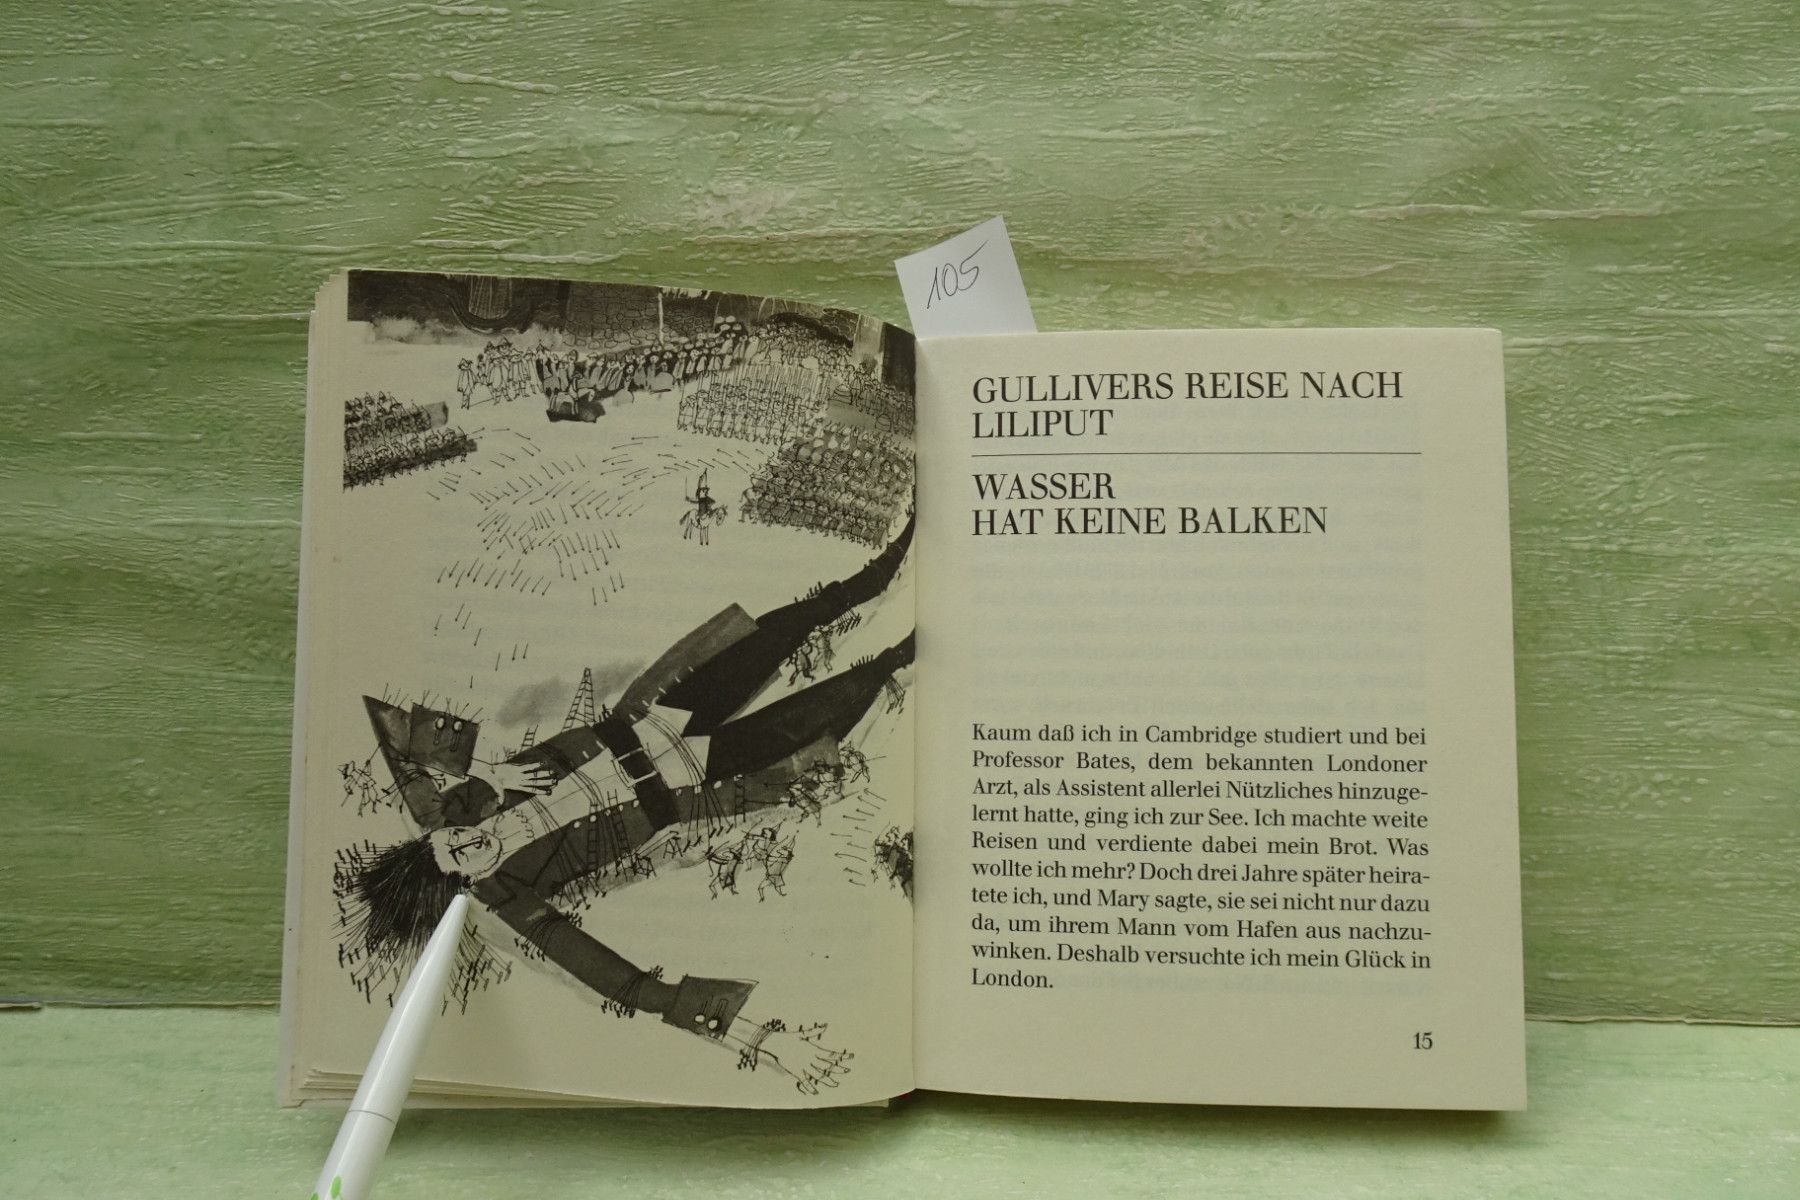 105
GULLIVERS REISE NACH
LILIPUT
WASSER
HAT KEINE BALKEN
Kaum daß ich in Cambridge studiert und bei
Professor Bates, dem bekannten Londoner
Arzt, als Assistent allerlei Nützliches hinzuge-
lernt hatte, ging ich zur See. Ich machte weite
Reisen und verdiente dabei mein Brot. Was
wollte ich mehr? Doch drei Jahre später heira-
tete ich, und Mary sagte, sie sei nicht nur dazu
da, um ihrem Mann vom Hafen aus nachzu-
winken. Deshalb versuchte ich mein Glück in
London.
15